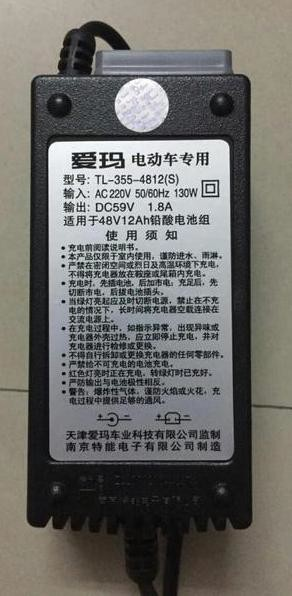 爱玛 电动车专用
型号: TL-355-4812(S)
输入: AC 220V 50/60Hz 130W
输出: DC59V 1.8A
适用于48V12Ah铅酸电池组
使用须知
●充电前阅读说明书。
●本产品仅限于室内使用，谨防进水、雨淋。
●严禁在密闭空间或烈日及高温环境下充电，
不得将充电器放在鞍座或尾箱内充电。
●充电时，先插电池，后加市电；充足后，先
切断市电，后拔电池插头。
●当绿灯亮起应及时切断电源，禁止在不充
电的情况下，长时间将充电器空载连接在
交流电源上。
●在充电过程中，如指示异常，出现异味或
充电器外壳过热，应立即停止充电，并对
充电器进行检修或更换。
●不得自行拆卸或更换充电器的任何零部件。
●严禁给不可充电的电池充电。
●红色灯亮时正在充电，转绿灯时已充好。
●严防输出与电池极性相反。
●警告：爆炸性气体，谨防火焰或火花，充
电过程中提供足够的通风。
天津爱玛车业科技有限公司监制
南京特能电子有限公司制造